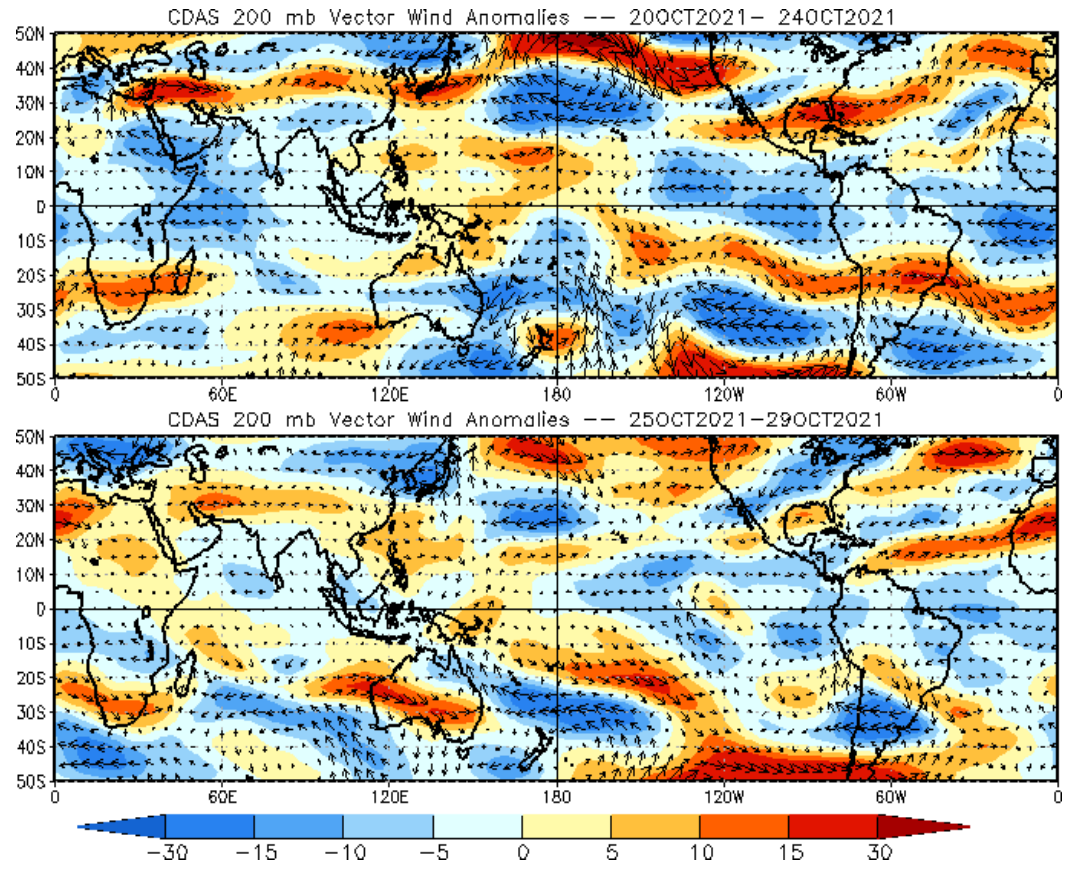 CDAS 200 mb Vector Wind Anomalies -- 20OCT2021- 24OCT2021
50N
40N
30N
20N
10N
0
10S
20S
30S
40S
50S
0 60E 120E 180 120W 60W 0
CDAS 200 mb Vector Wind Anomalies -- 25OCT2021-29OCT2021
50N
40N
30N
20N
10N
0
10S
20S
30S
40S
50S
0 60E 120E 180 120W 60W 0
-30 -15 -10 -5 0 5 10 15 30